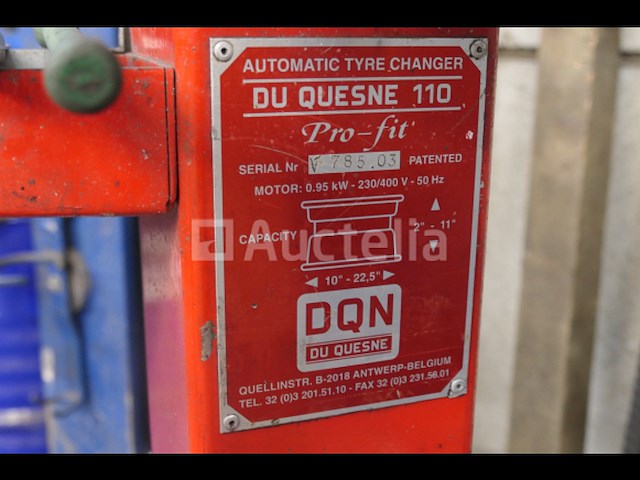 AUTOMATIC TYRE CHANGER
DU QUESNE 110
Pro-fit
SERIAL Nr V 785.03 PATENTED
MOTOR: 0.95 kW - 230/400 V - 50 Hz
CAPACITY
2" - 11"
10" - 22,5"
Auctelia
DQN
DU QUESNE
QUELLINSTR. B-2018 ANTWERP-BELGIUM
TEL. 32 (0)3 201.51.10 - FAX 32 (0)3 231.56.01